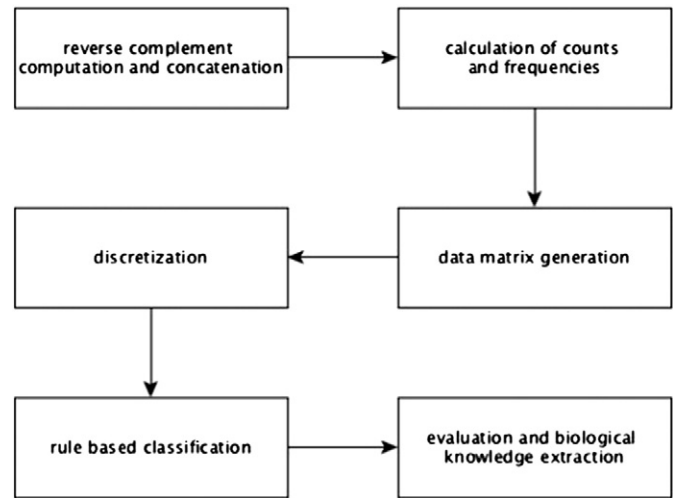 reverse complement
computation and concatenation
calculation of counts
and frequencies
data matrix generation
discretization
rule based classification
evaluation and biological
knowledge extraction